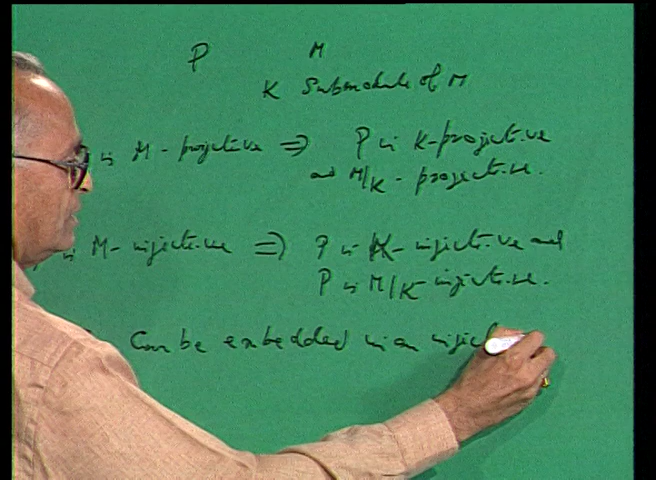 P M
K Submodule of M
is M-projective ⇒ P is K-projective
and M/K-projective.
is M-injective ⇒ P is K-injective and
P is M/K injective.
Can be embedded in an injec